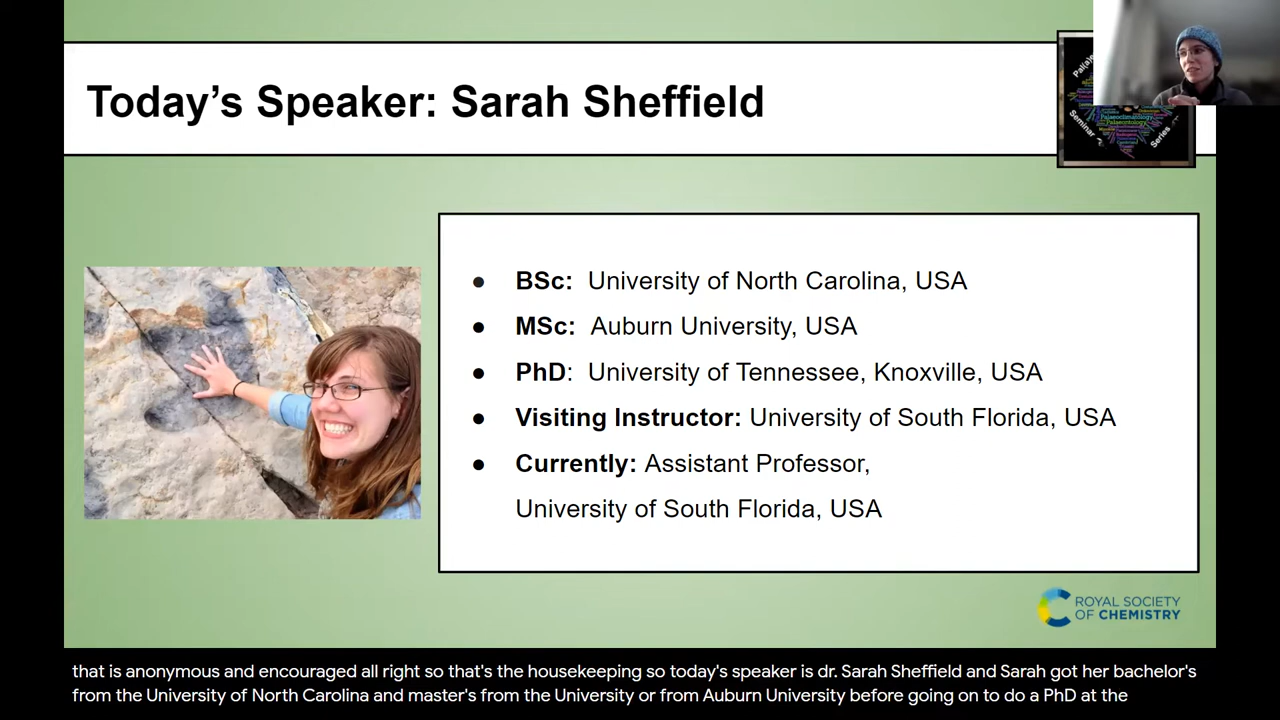 Today's Speaker: Sarah Sheffield
Seminar
Series
Palaeoclimatology
Palaeontology
● BSc: University of North Carolina, USA
● MSc: Auburn University, USA
● PhD: University of Tennessee, Knoxville, USA
● Visiting Instructor: University of South Florida, USA
● Currently: Assistant Professor,
University of South Florida, USA
ROYAL SOCIETY
OF CHEMISTRY
that is anonymous and encouraged all right so that's the housekeeping so today's speaker is dr. Sarah Sheffield and Sarah got her bachelor's
from the University of North Carolina and master's from the University or from Auburn University before going on to do a PhD at the